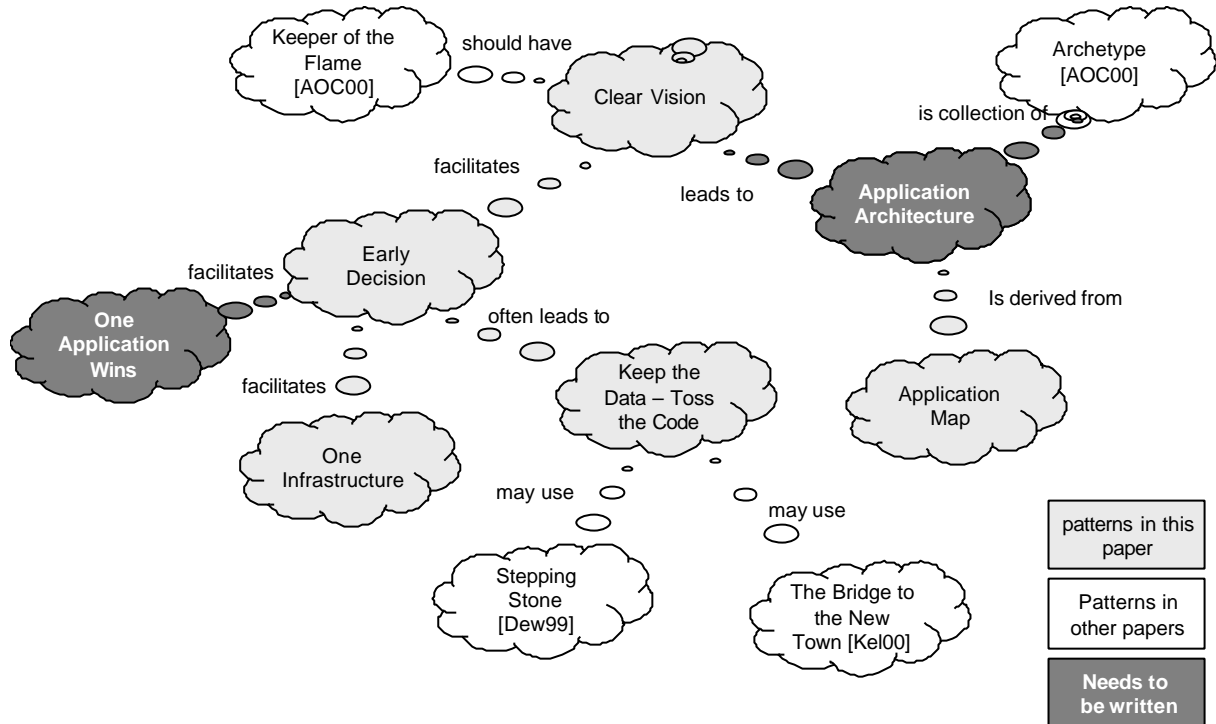 Keeper of the
Flame
[AOC00]
should have
Clear Vision
Archetype
[AOC00]
is collection of
facilitates
leads to
Application
Architecture
Early
Decision
facilitates
One
Application
Wins
often leads to
Is derived from
facilitates
Keep the
Data – Toss
the Code
Application
Map
One
Infrastructure
may use
may use
Stepping
Stone
[Dew99]
The Bridge to
the New
Town [Kel00]
patterns in this
paper
Patterns in
other papers
Needs to
be written